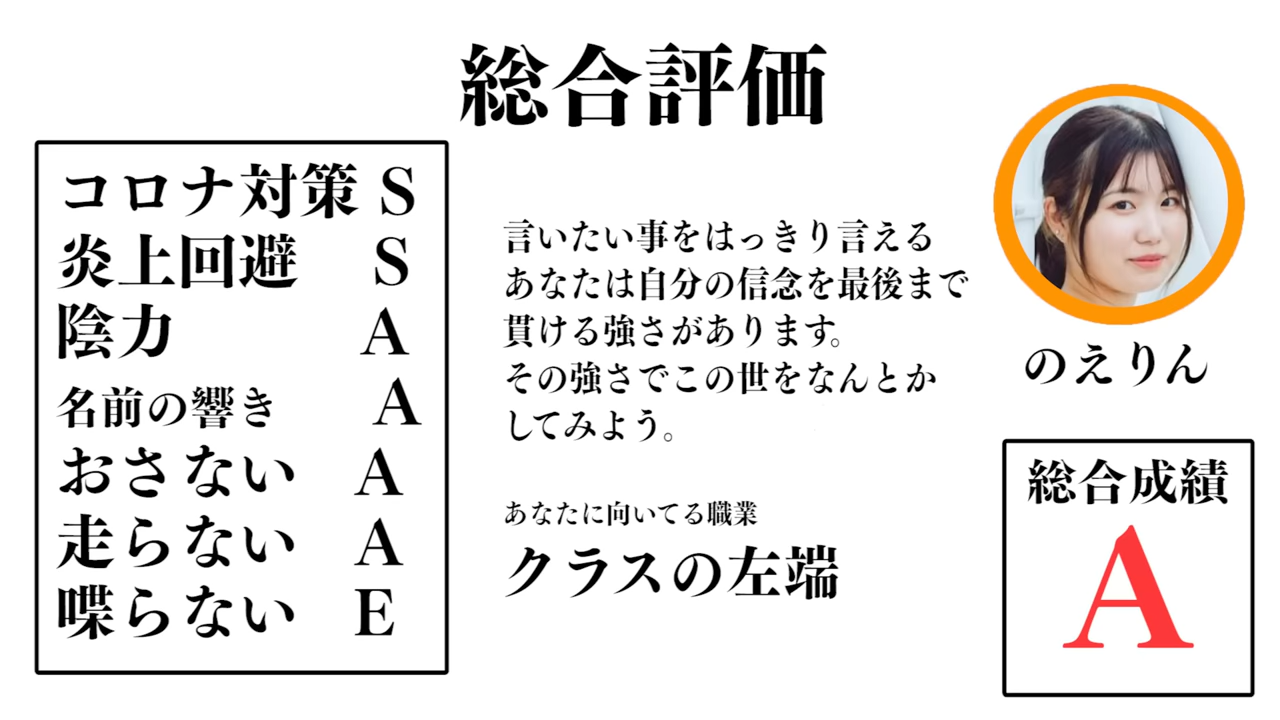 総合評価
コロナ対策 S
炎上回避 S
陰力 A
名前の響き A
おさない A
走らない A
喋らない E
言いたい事をはっきり言える
あなたは自分の信念を最後まで
貫ける強さがあります。
その強さでこの世をなんとか
してみよう。
あなたに向いてる職業
クラスの左端
のえりん
総合成績
A